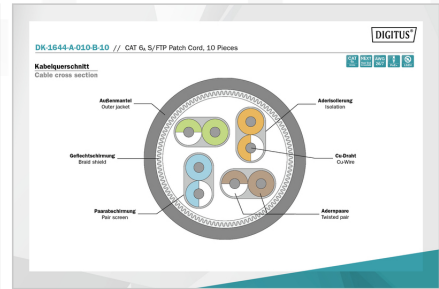 DIGITUS®
DK-1644-A-010-B-10 // CAT 6A S/FTP Patch Cord, 10 Pieces
Kabelquerschnitt
Cable cross section
Außenmantel
Outer jacket
Aderisolierung
Isolation
Geflechtschirmung
Braid shield
Cu-Draht
Cu-Wire
Paarabschirmung
Pair screen
Adernpaare
Twisted pair